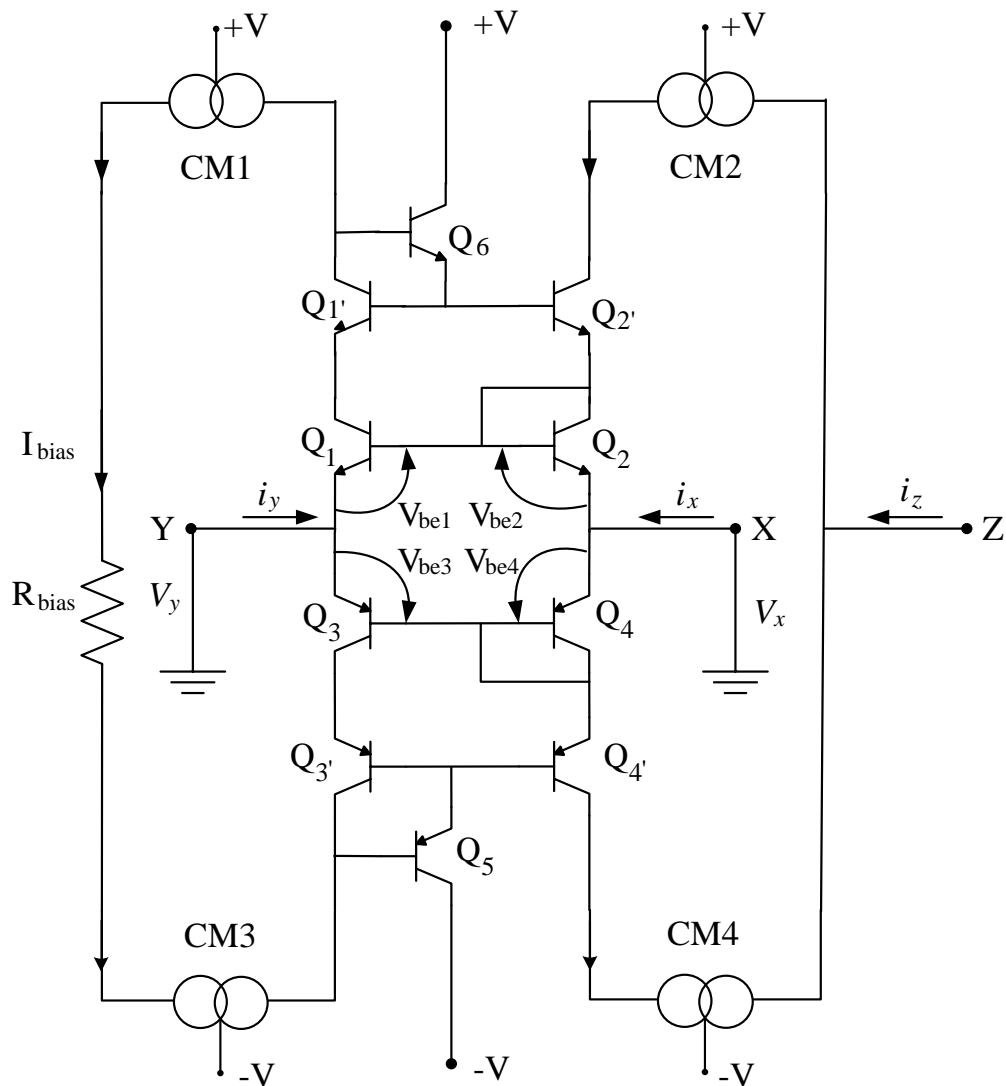 +V
+V
+V
CM1
CM2
Q6
Q1'
Q2'
Q1
Q2
Ibias
iy
Vbe1
Vbe2
ix
iz
Y
X
Z
Vbe3
Vbe4
Rbias
Vy
Vx
Q3
Q4
Q3'
Q4'
Q5
CM3
CM4
-V
-V
-V